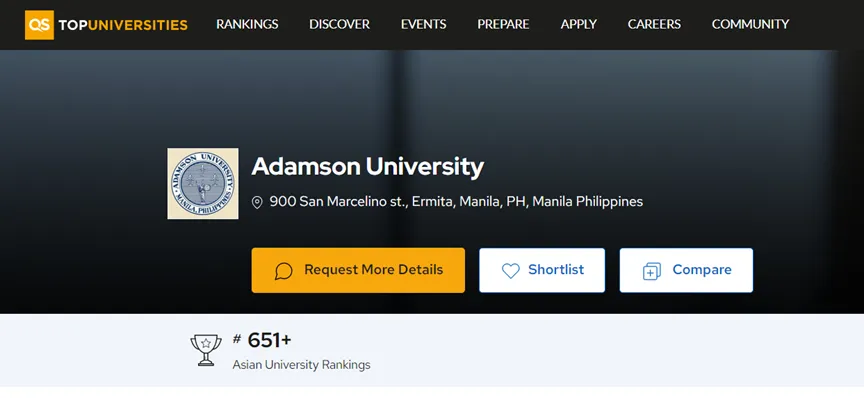 QS TOPUNIVERSITIES RANKINGS DISCOVER EVENTS PREPARE APPLY CAREERS COMMUNITY
ADAMSON UNIVERSITY
MANILA, PHILIPPINES
Adamson University
900 San Marcelino st., Ermita, Manila, PH, Manila Philippines
Request More Details Shortlist Compare
# 651+
Asian University Rankings